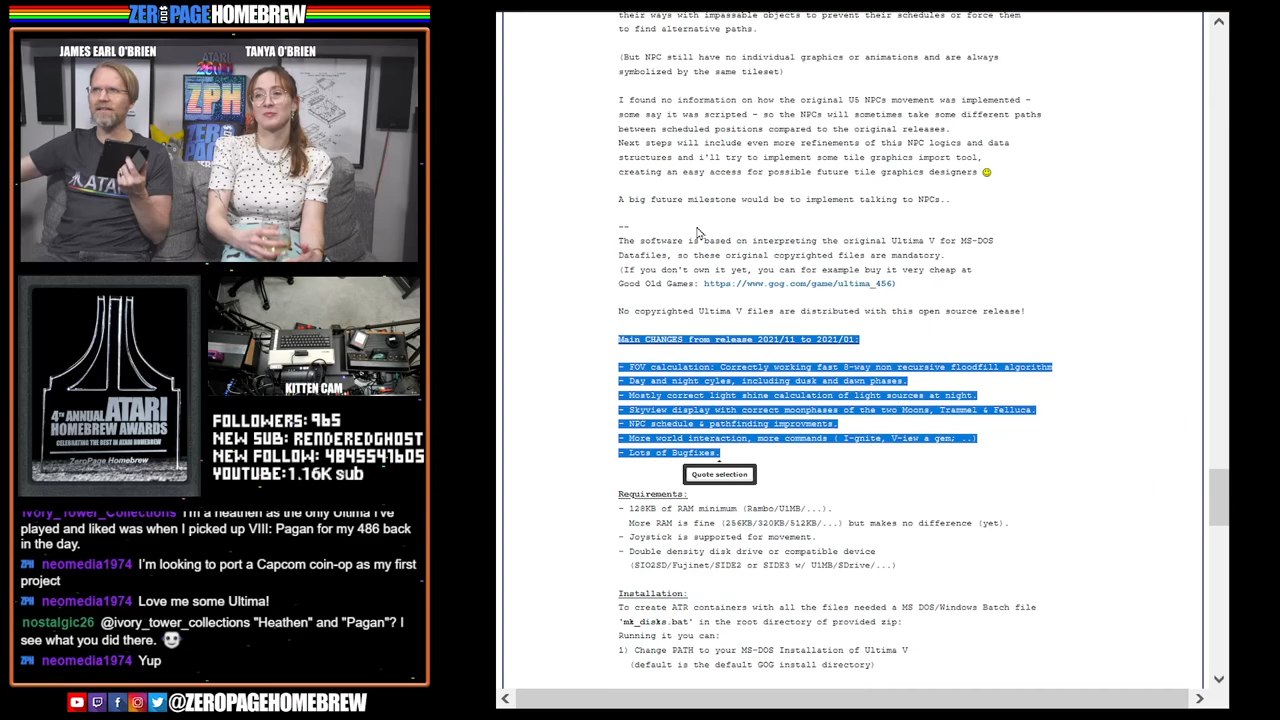 ZERO PAGE HOMEBREW
JAMES EARL O'BRIEN
TANYA O'BRIEN
ATARI
2600
ZPH
ZERO
PAGE
ATARI
KITTEN CAM
4TH ANNUAL ATARI
HOMEBREW AWARDS
CELEBRATING THE BEST IN ATARI HOMEBREW
Homebrew
FOLLOWERS: 965
NEW SUB: REMEMBEREDGHOST
NEW FOLLOW: 4845541605
YOUTUBE: 1.16K sub
Ivory_Tower_Collections I'm a heathen as the only Ultima I've
played and liked was when I picked up VIII: Pagan for my 486 back
in the day.
ZPH neomedia1974 I'm looking to port a Capcom coin-op as my first
project
ZPH neomedia1974 Love me some Ultima!
nostalgic26 @ivory_tower_collections "Heathen" and "Pagan"? I
see what you did there.
ZPH neomedia1974 Yup
@ZEROPAGEHOMEBREW
their ways with impassable objects to prevent their schedules or force them
to find alternative paths.
(But NPC still have no individual graphics or animations and are always
symbolized by the same tileset)
I found no information on how the original U5 NPCs movement was implemented -
some say it was scripted - so the NPCs will sometimes take some different paths
between scheduled positions compared to the original releases.
Next steps will include even more refinements of this NPC logics and data
structures and i'll try to implement some tile graphics import tool,
creating an easy access for possible future tile graphics designers
A big future milestone would be to implement talking to NPCs..
--
The software is based on interpreting the original Ultima V for MS-DOS
Datafiles, so these original copyrighted files are mandatory.
(If you don't own it yet, you can for example buy it very cheap at
Good Old Games: https://www.gog.com/game/ultima_456)
No copyrighted Ultima V files are distributed with this open source release!
Main CHANGES from release 2021/11 to 2021/01:
- FOV calculation: Correctly working fast 8-way non recursive floodfill algorithm
- Day and night cyles, including dusk and dawn phases.
- Mostly correct light shine calculation of light sources at night.
- Skyview display with correct moonphases of the two Moons, Trammel & Felluca.
- NPC schedule & pathfinding improvments.
- More world interaction, more commands ( I-gnite, V-iew a gem; ..)
- Lots of Bugfixes.
Quote selection
Requirements:
- 128KB of RAM minimum (Rambo/U1MB/...).
More RAM is fine (256KB/320KB/512KB/...) but makes no difference (yet).
- Joystick is supported for movement.
- Double density disk drive or compatible device
(SIO2SD/Fujinet/SIDE2 or SIDE3 w/ U1MB/SDrive/...)
Installation:
To create ATR containers with all the files needed a MS DOS/Windows Batch file
'mk_disks.bat' in the root directory of provided zip:
Running it you can:
1) Change PATH to your MS-DOS Installation of Ultima V
(default is the default GOG install directory)